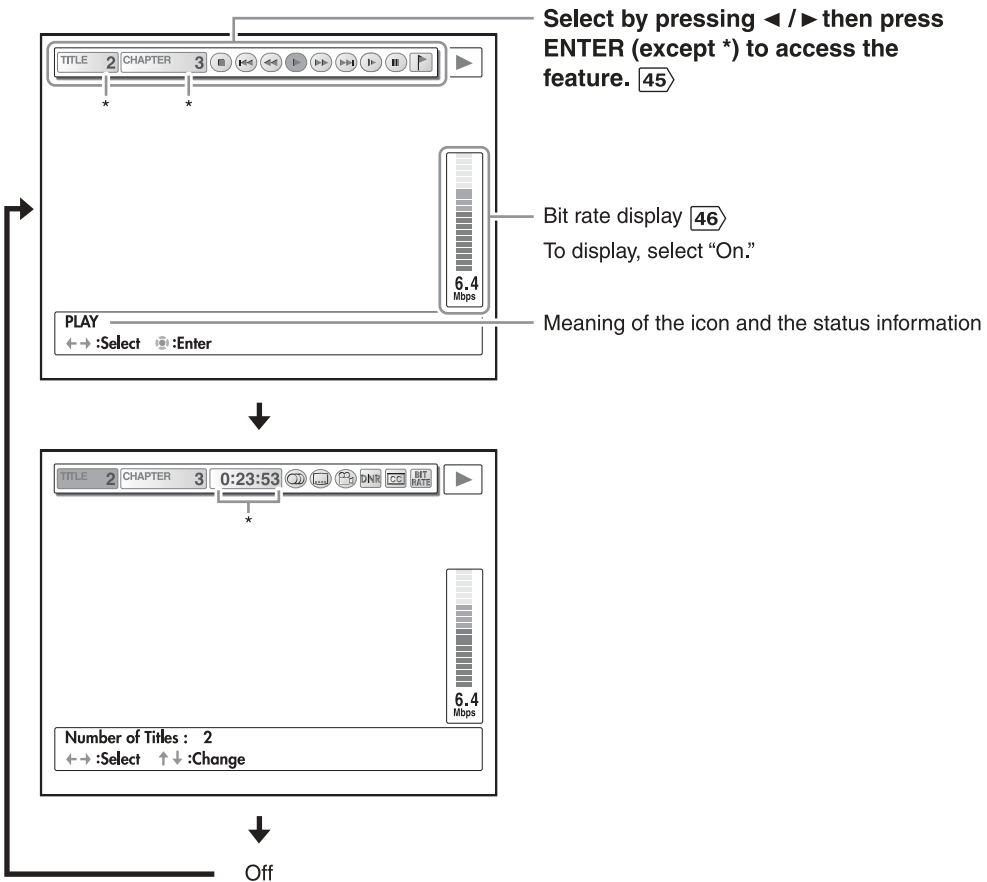 Select by pressing ◄ / ► then press
ENTER (except *) to access the
feature. 45
TITLE 2 CHAPTER 3
* *
Bit rate display 46
To display, select “On.”
6.4
Mbps
PLAY
←→ :Select :Enter
Meaning of the icon and the status information
TITLE 2 CHAPTER 3 0:23:53 DNR CC BIT RATE
*
6.4
Mbps
Number of Titles : 2
←→ :Select ↑↓ :Change
Off